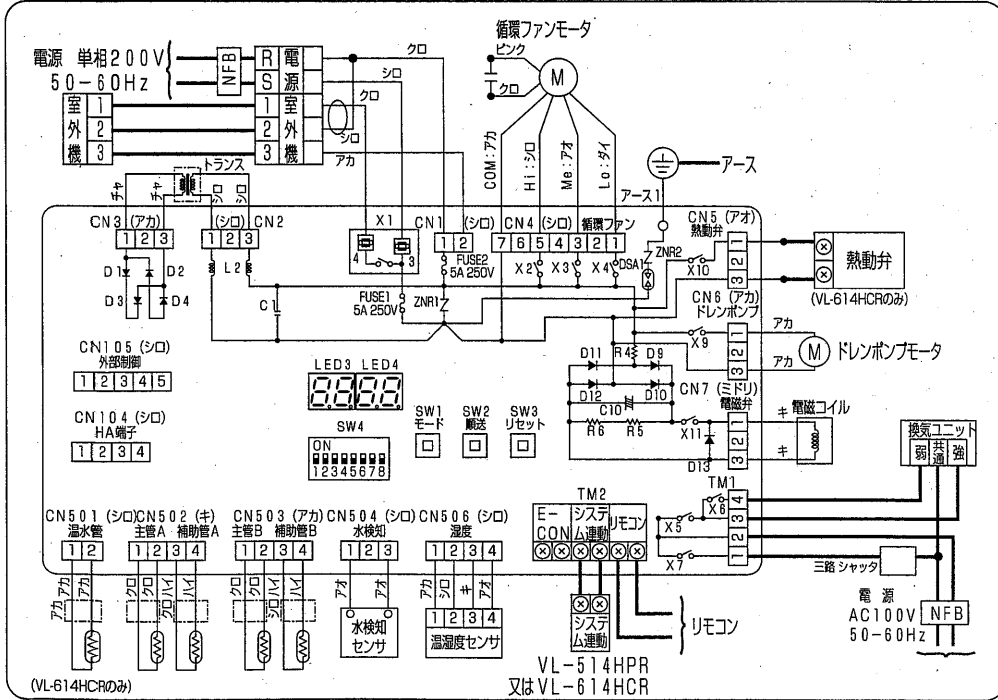 循環ファンモータ
電源 単相200V
50-60Hz
NFB
R 電
S 源
1 室
2 外
3 機
室 1
外 2
機 3
クロ
シロ
クロ
シロ
アカ
ピンク
クロ
M
COM:アカ
Hi:シロ
Me:アオ
Lo:ダイ
アース
アース1
トランス
チャ
チャ
シロ
シロ
CN3 (アカ)
1 2 3
(シロ) CN2
1 2 3
X1
4 3
CN1 (シロ)
1 2
CN4 (シロ) 循環ファン
7 6 5 4 3 2 1
CN5 (アオ)
熱動弁
1
2
3
熱動弁
(VL-614HCRのみ)
D1 D2
D3 D4
L2
C1
FUSE2
5A 250V
FUSE1
5A 250V
ZNR1
X2 X3 X4
DSA1
ZNR2
X10
CN6 (アカ)
ドレンポンプ
1
2
3
X9
アカ
アカ
M
ドレンポンプモータ
CN105 (シロ)
外部制御
1 2 3 4 5
CN104 (シロ)
HA端子
1 2 3 4
LED3 LED4
8.8. 8.8.
SW4
ON
1 2 3 4 5 6 7 8
SW1
モード
SW2
順送
SW3
リセット
D11 R4 D9
D12 D10
C10
R6 R5
CN7 (ミドリ)
電磁弁
1
2
3
X11
D13
キ
キ
電磁コイル
換気ユニット
弱 共通 強
TM1
4
3
2
1
X6
X5
X7
三路シャッタ
電源
AC100V
50-60Hz
NFB
TM2
E-CON
システム連動
リモコン
システム連動
リモコン
CN501 (シロ)
温水管
1 2
CN502 (キ)
主管A 補助管A
1 2 3 4
CN503 (アカ)
主管B 補助管B
1 2 3 4
CN504 (シロ)
水検知
1 2 3
CN506 (シロ)
湿度
1 2 3 4
アカ
アカ
クロ
クロ
クロ
ハイ
クロ
シロ
ハイ
アオ
アオ
アカ
シロ
キ
アオ
水検知
センサ
1 2 3 4
温湿度センサ
(VL-614HCRのみ)
VL-514HPR
又はVL-614HCR